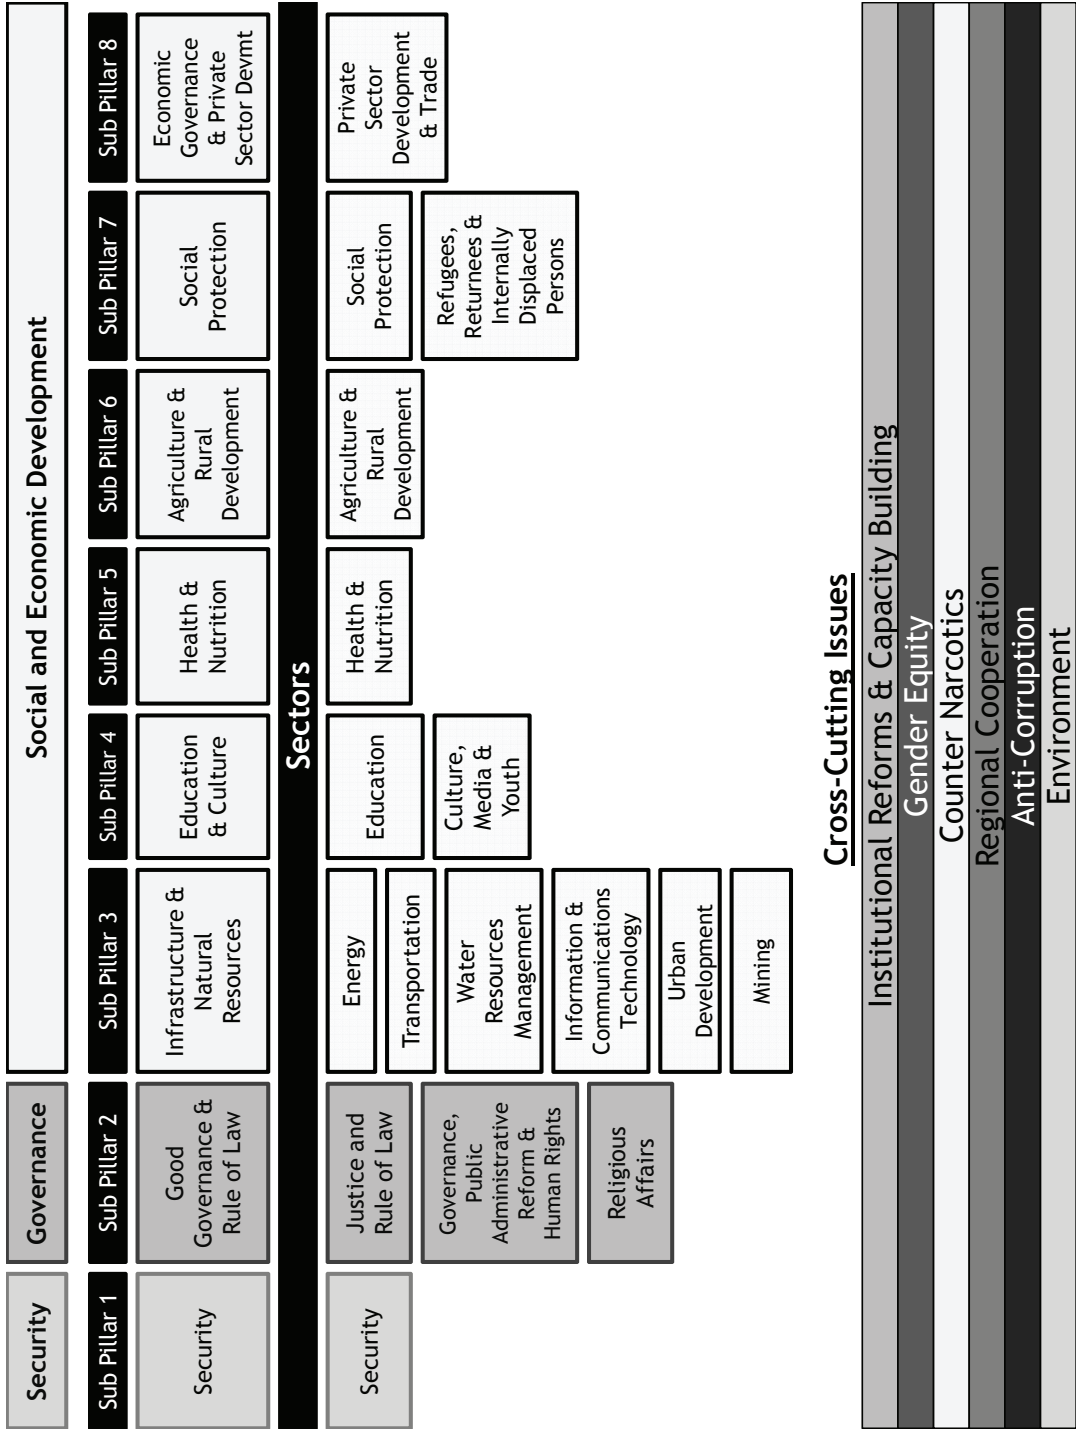 Security
Governance
Social and Economic Development
Sub Pillar 1
Sub Pillar 2
Sub Pillar 3
Sub Pillar 4
Sub Pillar 5
Sub Pillar 6
Sub Pillar 7
Sub Pillar 8
Security
Good
Governance &
Rule of Law
Infrastructure &
Natural
Resources
Education
& Culture
Health &
Nutrition
Agriculture &
Rural
Development
Social
Protection
Economic
Governance
& Private
Sector Devmt
Sectors
Security
Justice and
Rule of Law
Governance,
Public
Administrative
Reform &
Human Rights
Religious
Affairs
Energy
Transportation
Water
Resources
Management
Information &
Communications
Technology
Urban
Development
Mining
Education
Culture,
Media &
Youth
Health &
Nutrition
Agriculture &
Rural
Development
Social
Protection
Refugees,
Returnees &
Internally
Displaced
Persons
Private
Sector
Development
& Trade
Cross-Cutting Issues
Institutional Reforms & Capacity Building
Gender Equity
Counter Narcotics
Regional Cooperation
Anti-Corruption
Environment